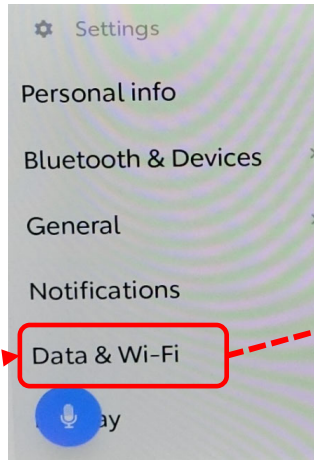 Settings
Personal info
Bluetooth & Devices
General
Notifications
Data & Wi-Fi